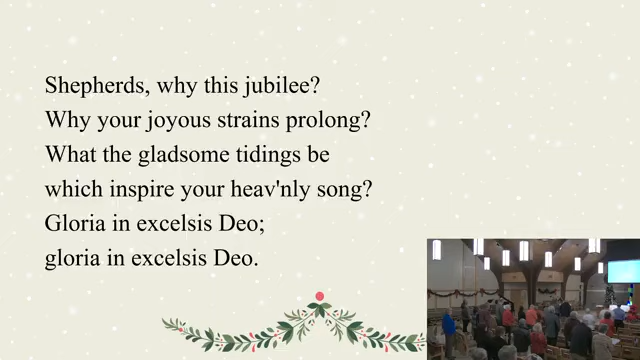 Shepherds, why this jubilee?
Why your joyous strains prolong?
What the gladsome tidings be
which inspire your heav'nly song?
Gloria in excelsis Deo;
gloria in excelsis Deo.